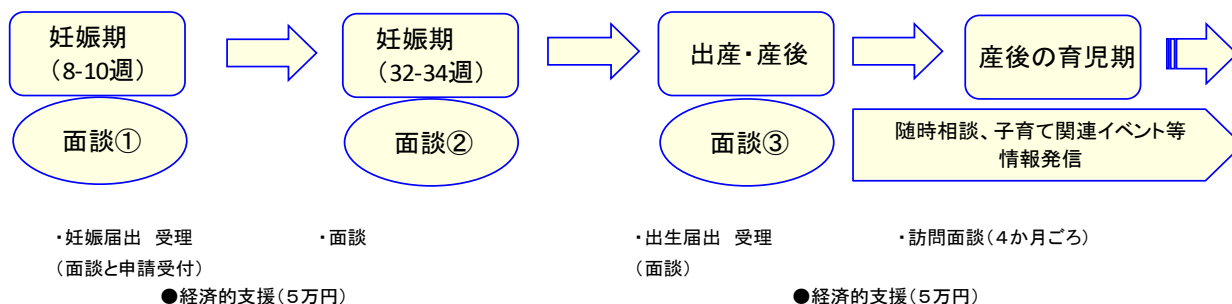 妊娠期
（8-10週）
妊娠期
（32-34週）
出産・産後
産後の育児期
面談①
面談②
面談③
随時相談、子育て関連イベント等
情報発信
・妊娠届出　受理
（面談と申請受付）
・面談
・出生届出　受理
（面談）
・訪問面談（４か月ごろ）
●経済的支援（５万円）
●経済的支援（５万円）